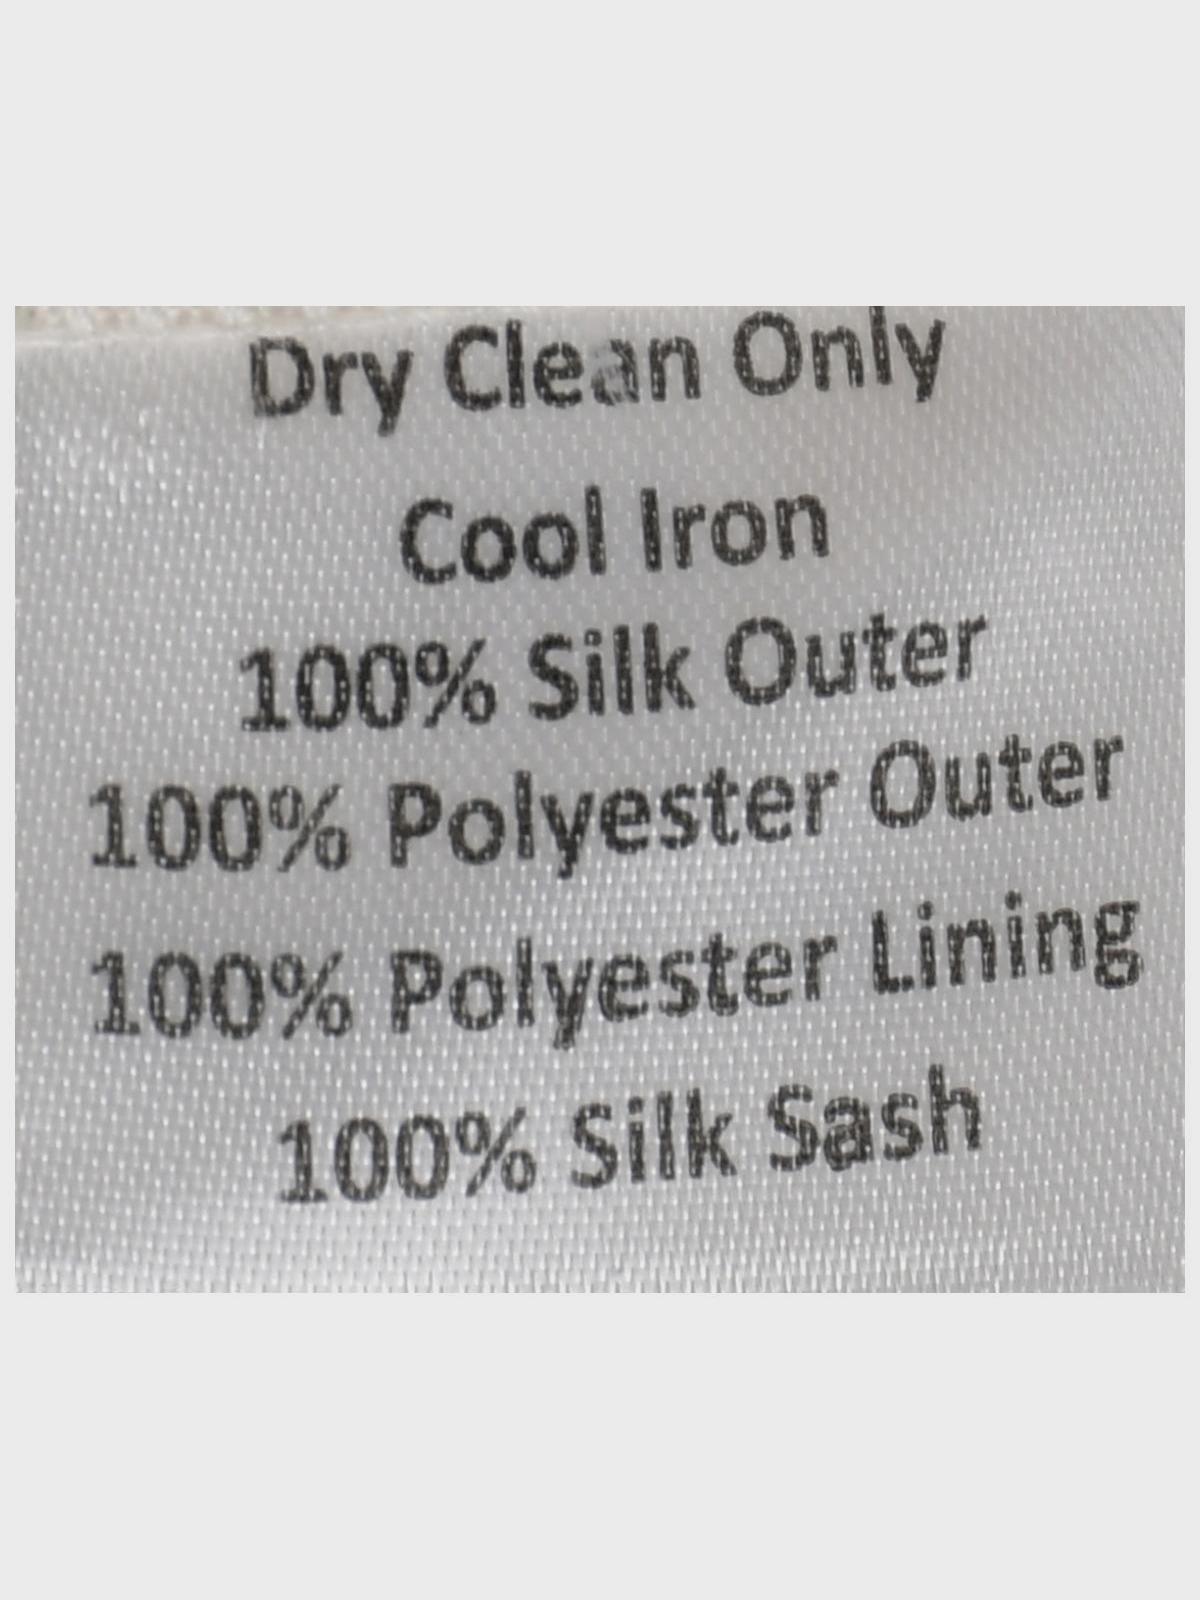 Dry Clean Only
Cool Iron
100% Silk Outer
100% Polyester Outer
100% Polyester Lining
100% Silk Sash